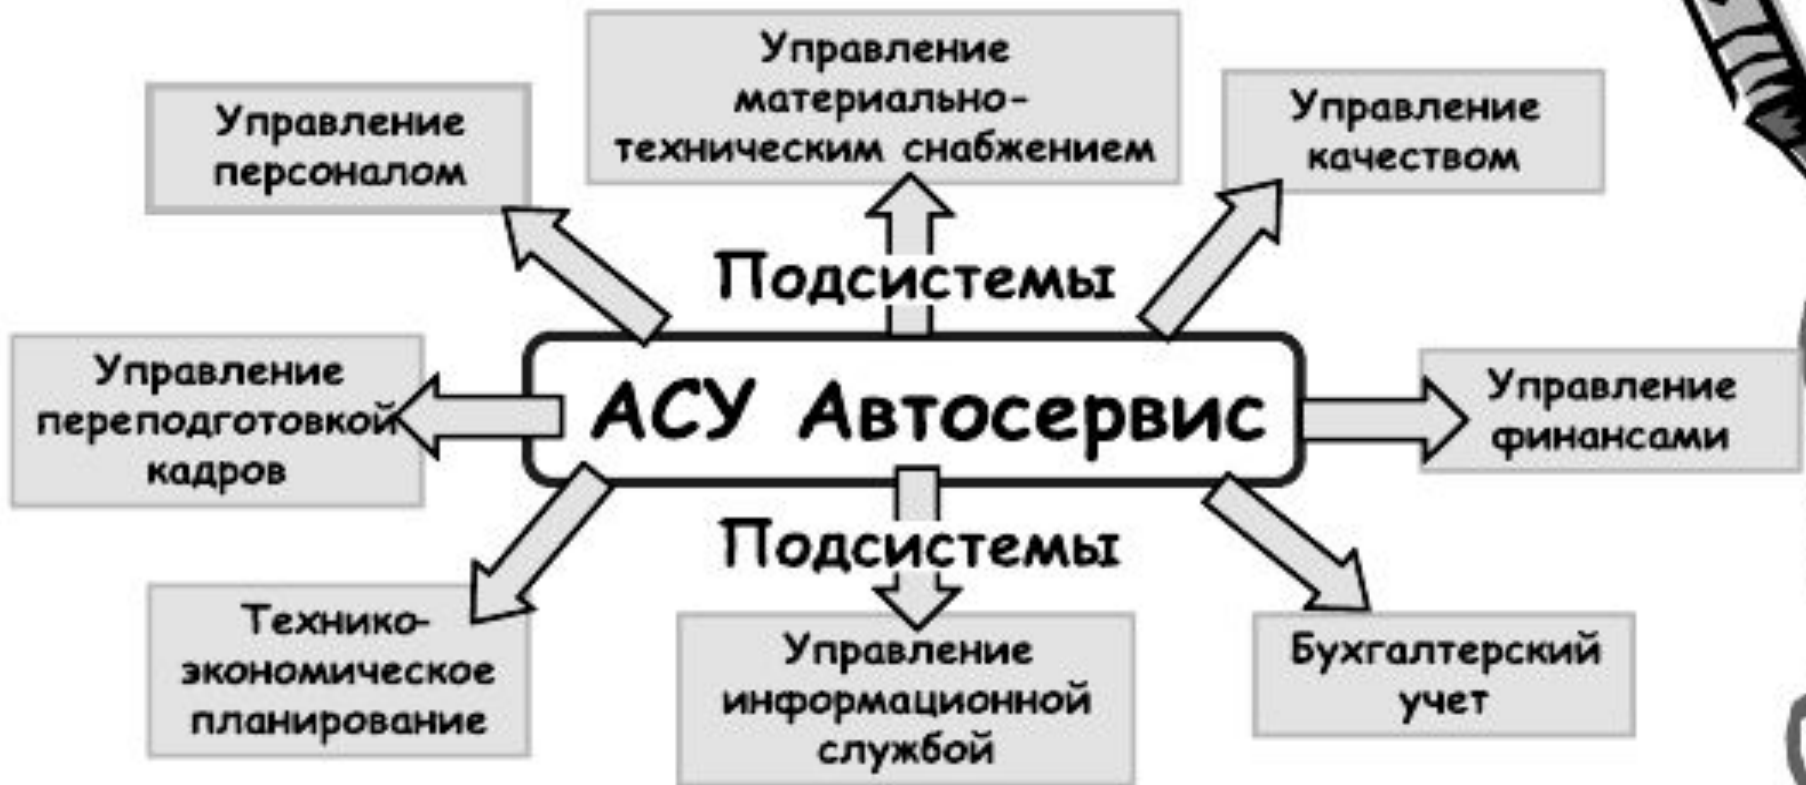 Управление
материально-
техническим снабжением
Управление
персоналом
Управление
качеством
Подсистемы
Управление
переподготовкой
кадров
АСУ Автосервис
Управление
финансами
Подсистемы
Технико-
экономическое
планирование
Управление
информационной
службой
Бухгалтерский
учет